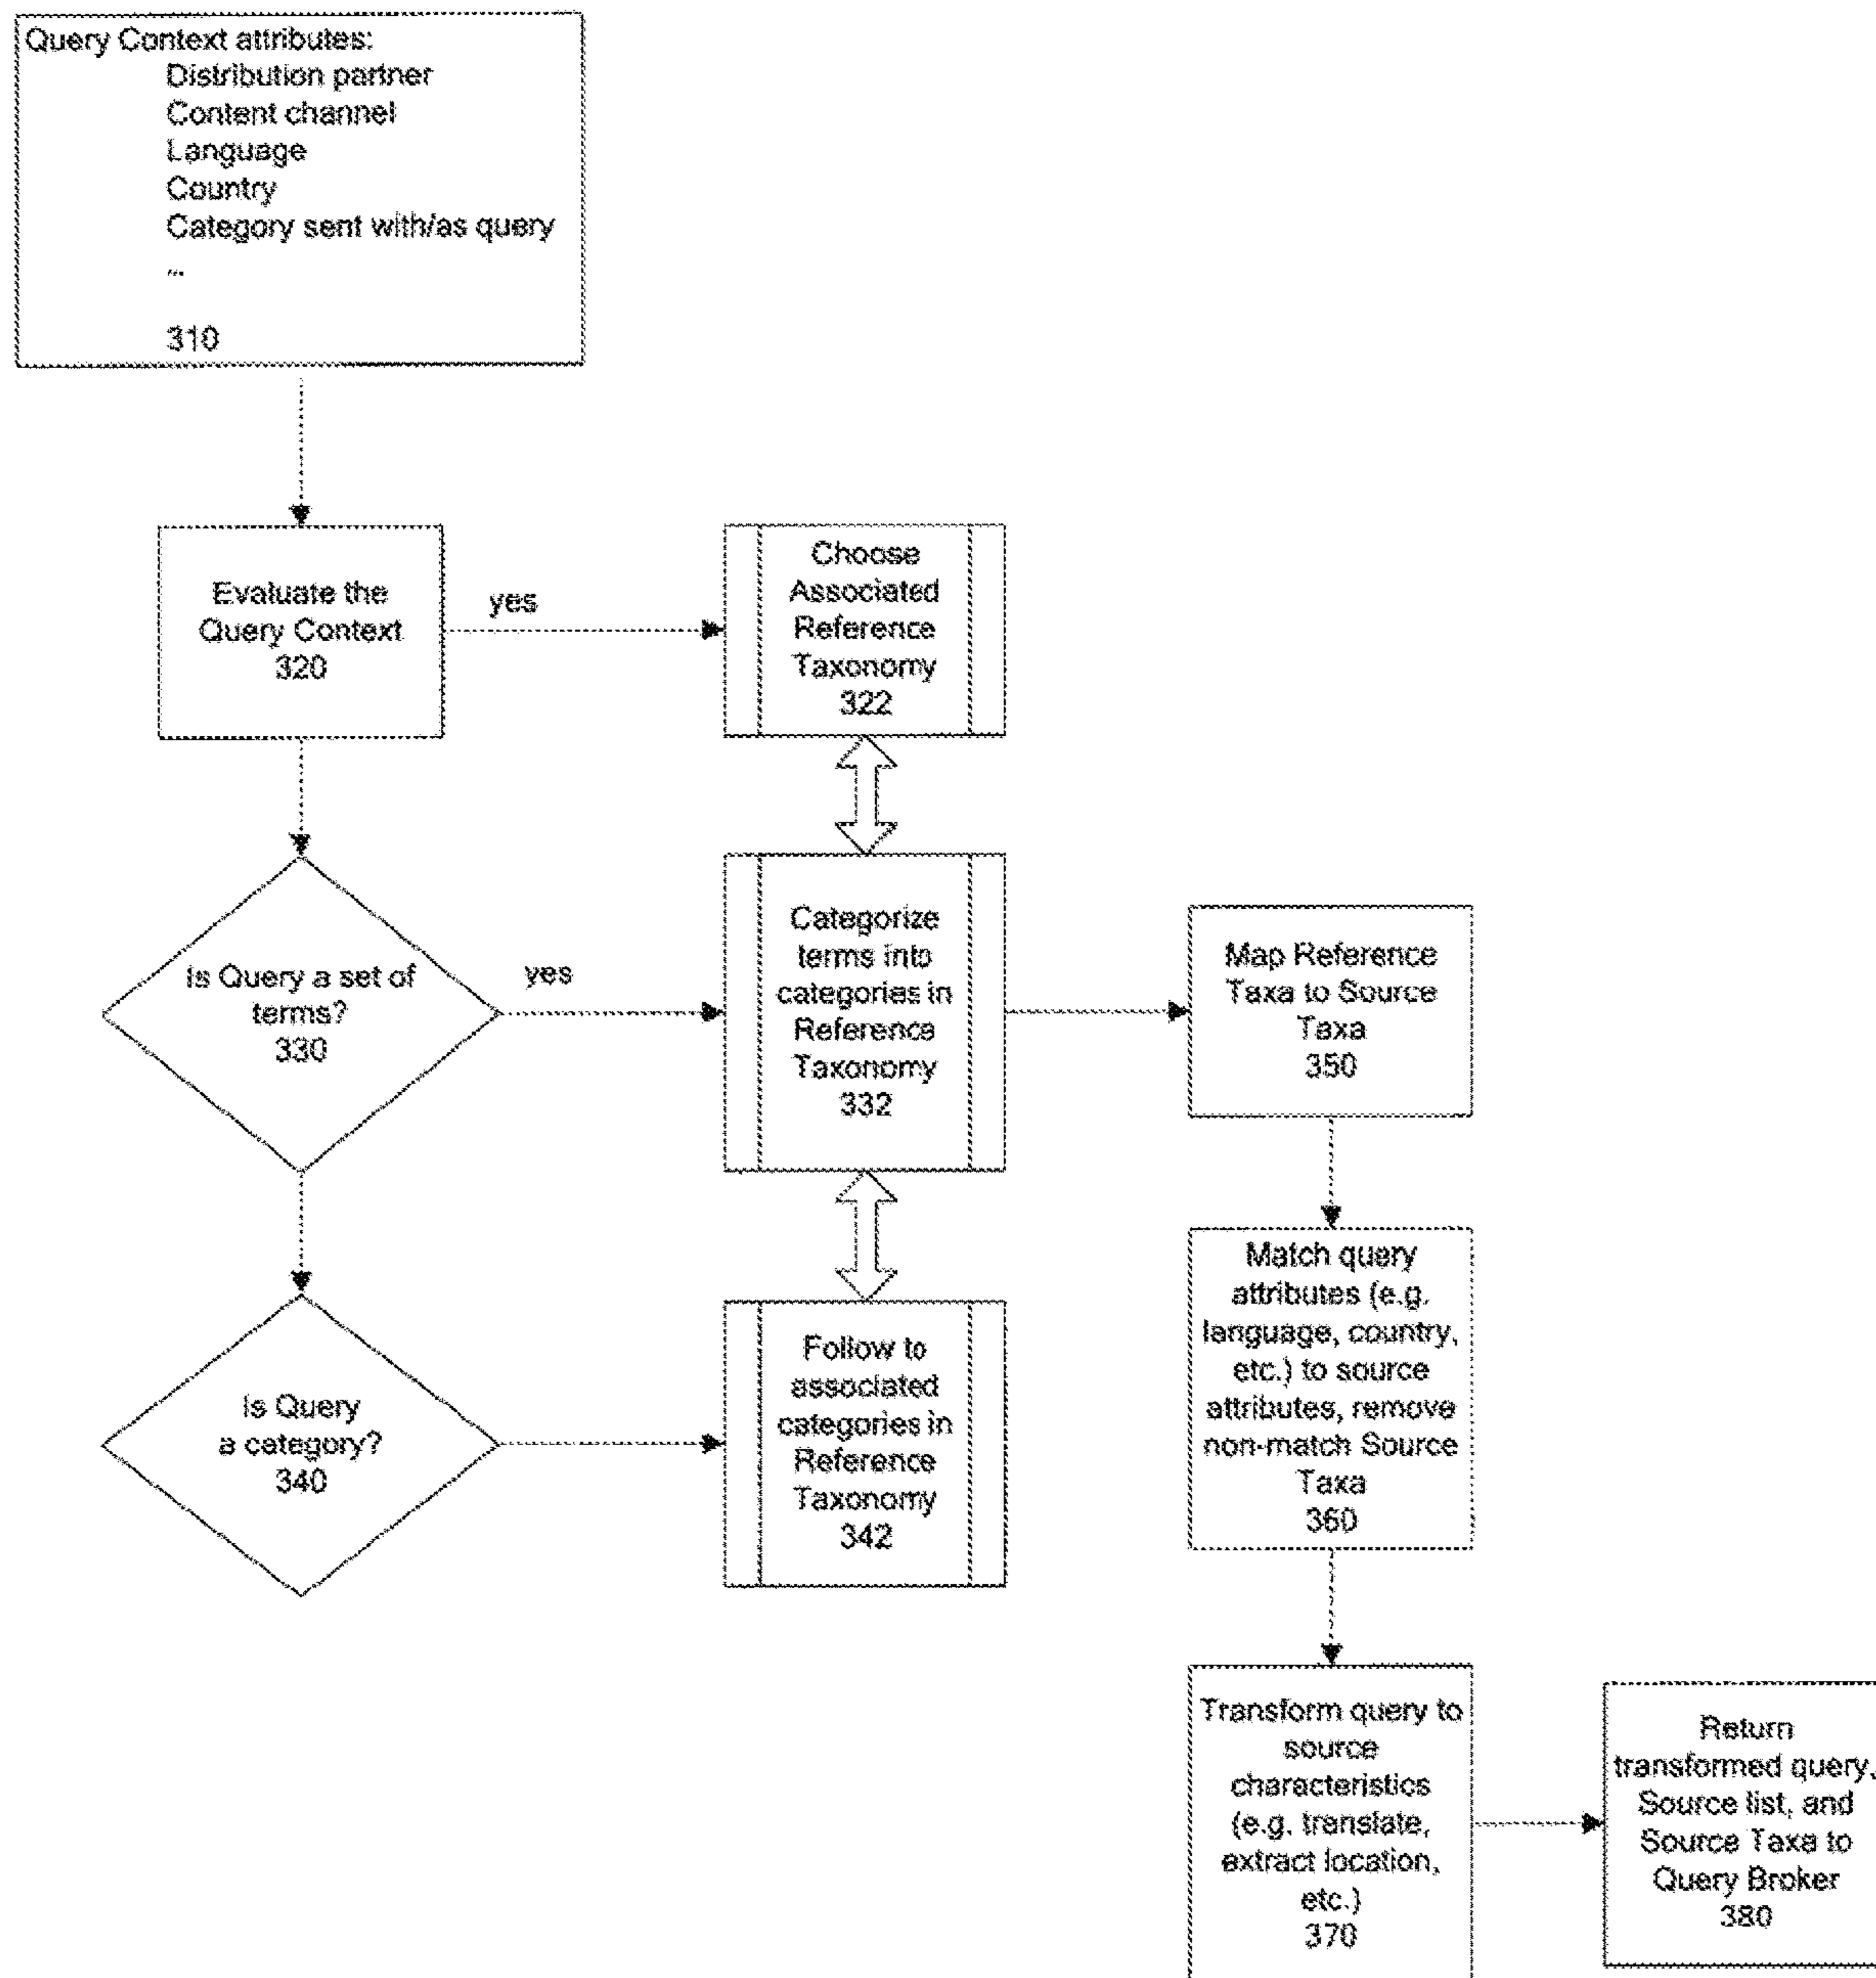 Query Context attributes:
Distribution partner
Content channel
Language
Country
Category sent with/as query
...
310
Evaluate the
Query Context
320
yes
Choose
Associated
Reference
Taxonomy
322
Is Query a set of
terms?
330
yes
Categorize
terms into
categories in
Reference
Taxonomy
332
Map Reference
Taxa to Source
Taxa
350
Is Query
a category?
340
Follow to
associated
categories in
Reference
Taxonomy
342
Match query
attributes (e.g.
language, country,
etc.) to source
attributes, remove
non-match Source
Taxa
360
Transform query to
source
characteristics
(e.g. translate,
extract location,
etc.)
370
Return
transformed query,
Source list, and
Source Taxa to
Query Broker
380